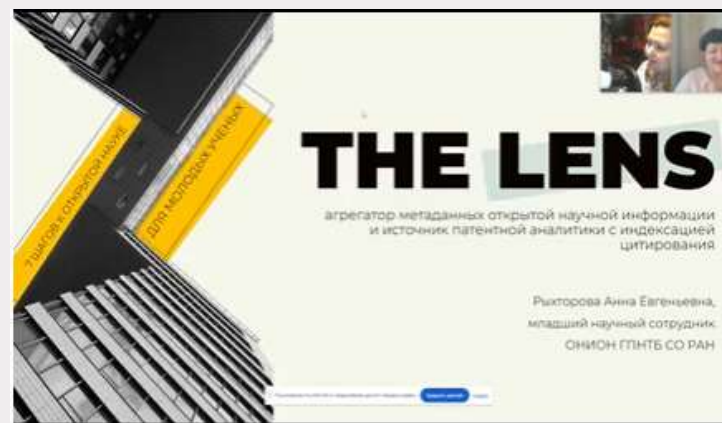 7 ШАГОВ К ОТКРЫТОЙ НАУКЕ
ДЛЯ МОЛОДЫХ УЧЕНЫХ
THE LENS
агрегатор метаданных открытой научной информации
и источник патентной аналитики с индексацией
цитирования
Рыхторова Анна Евгеньевна,
младший научный сотрудник
ОНИОН ГПНТБ СО РАН